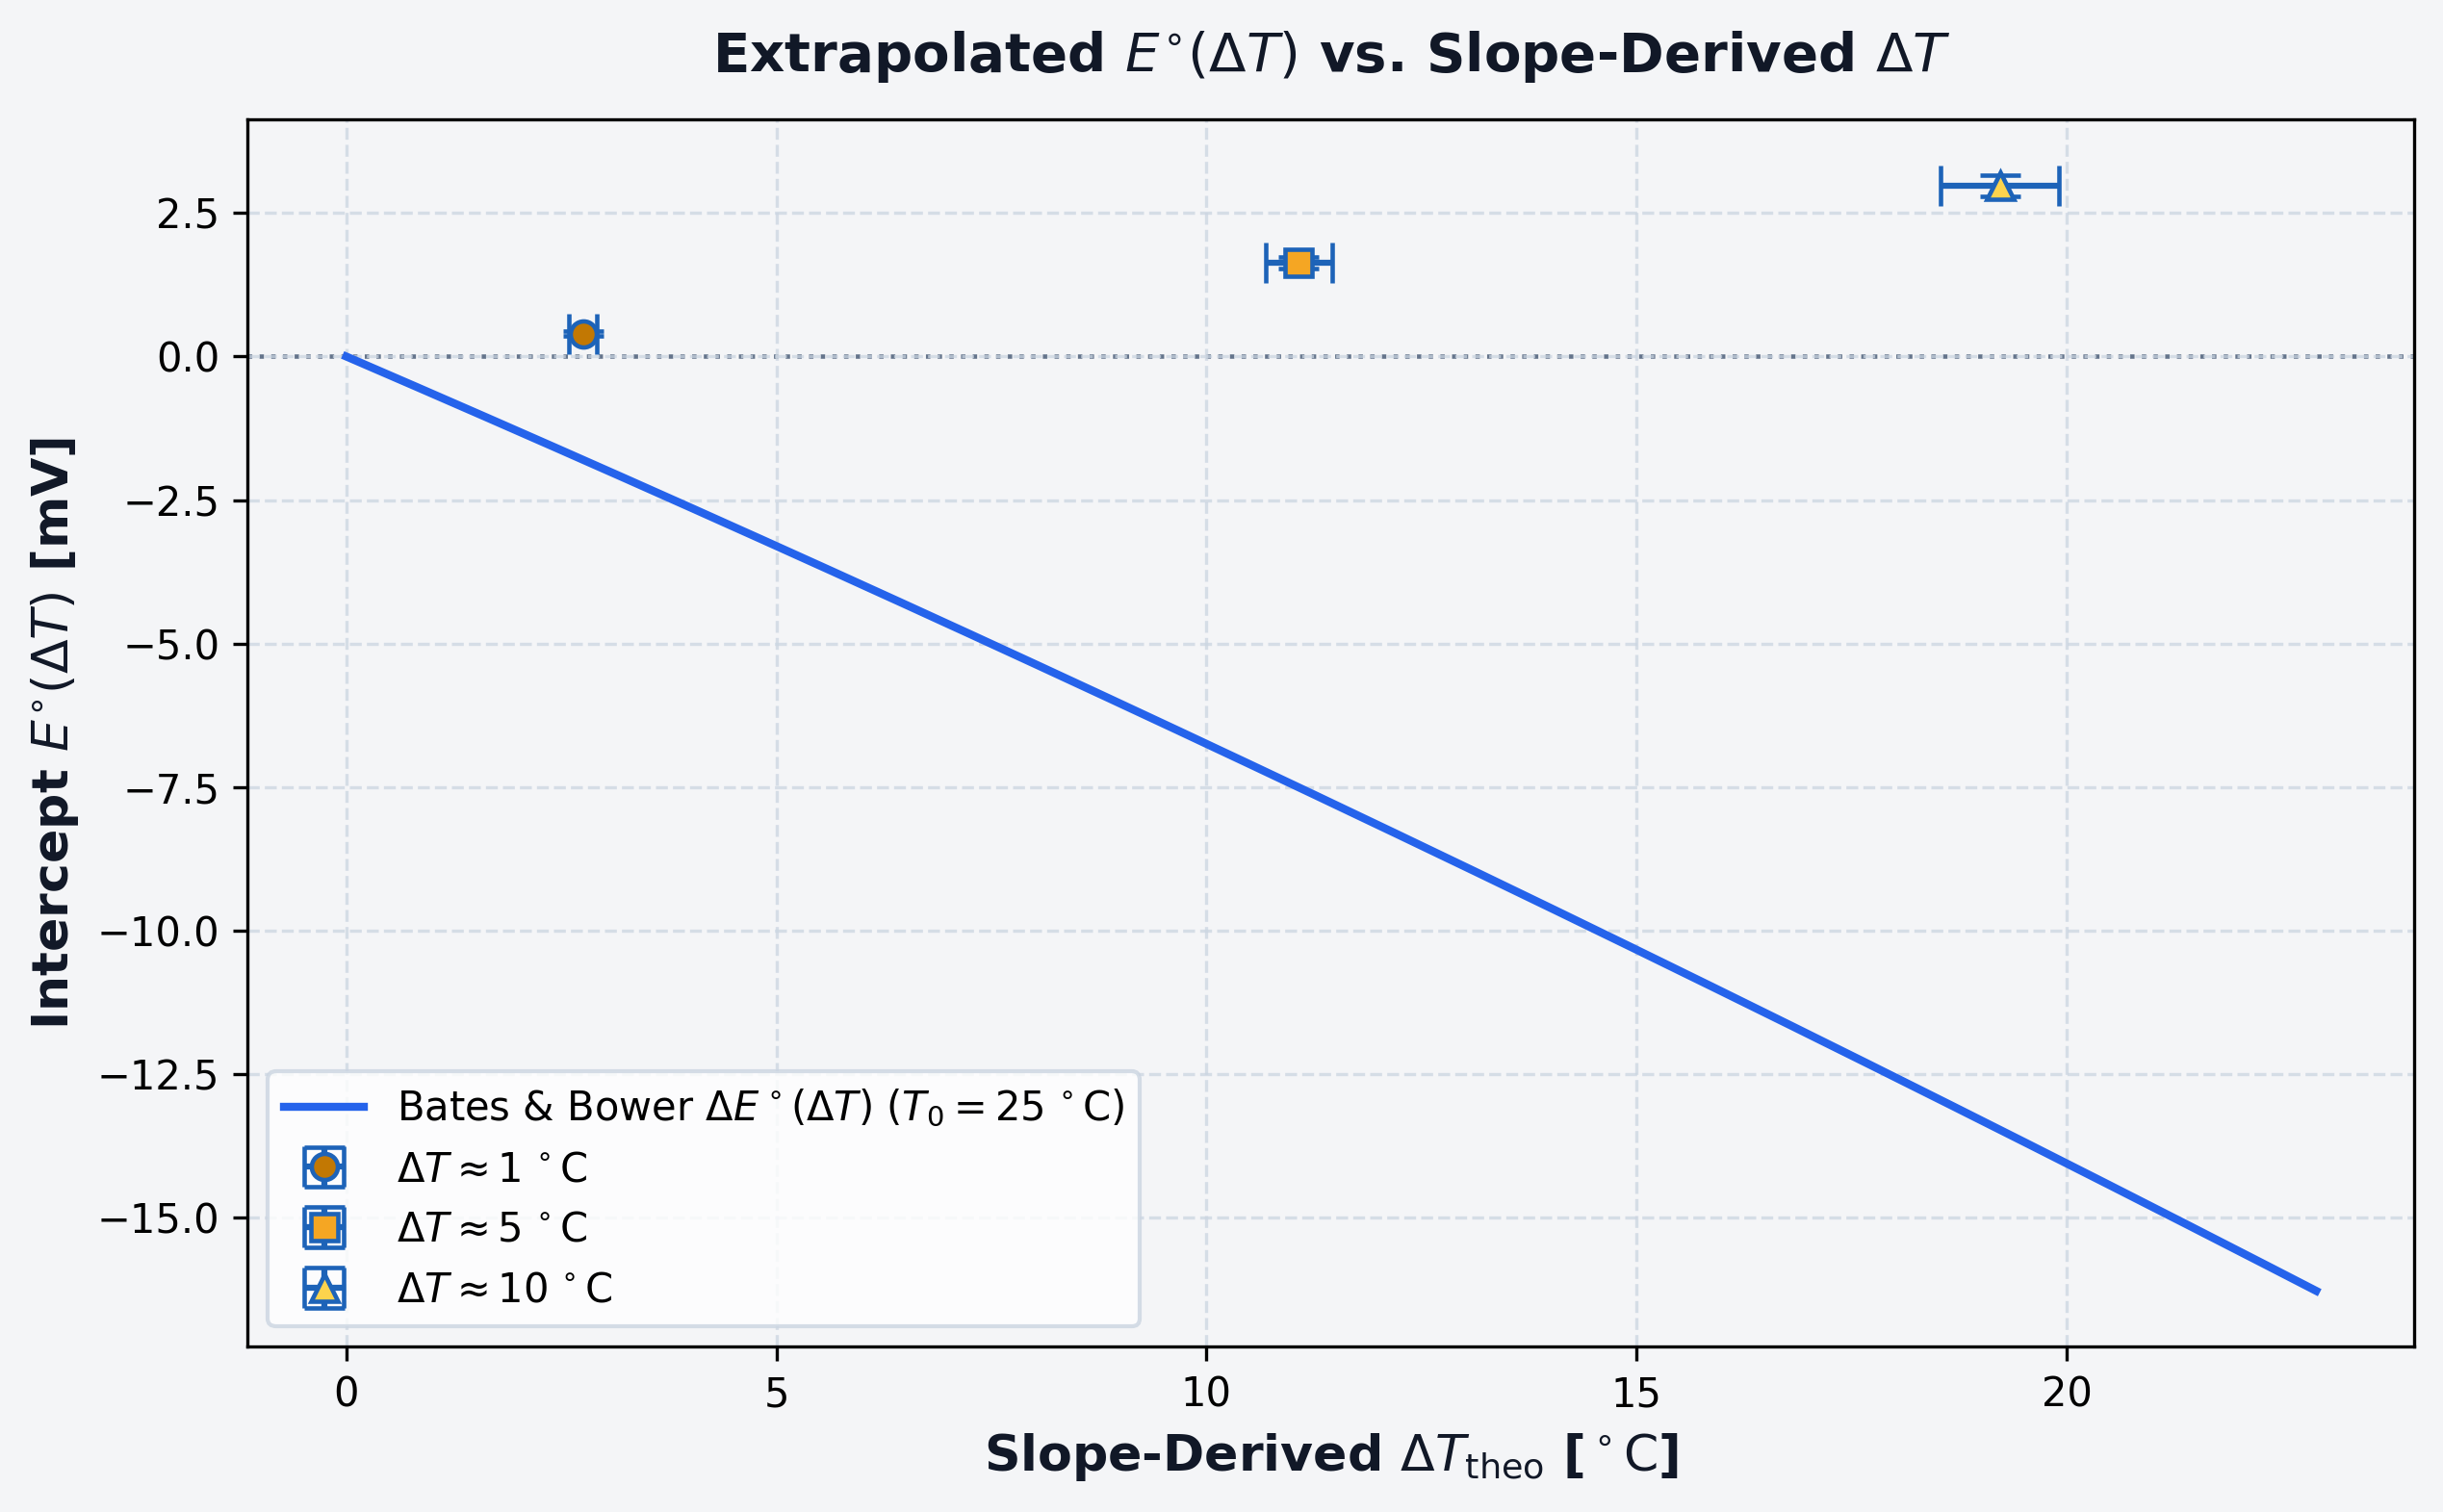 Extrapolated E°(ΔT) vs. Slope-Derived ΔT
Intercept E°(ΔT) [mV]
2.5
0.0
−2.5
−5.0
−7.5
−10.0
−12.5
−15.0
Bates & Bower ΔE°(ΔT) (T₀ = 25 °C)
ΔT ≈ 1 °C
ΔT ≈ 5 °C
ΔT ≈ 10 °C
0 5 10 15 20
Slope-Derived ΔT_theo [°C]